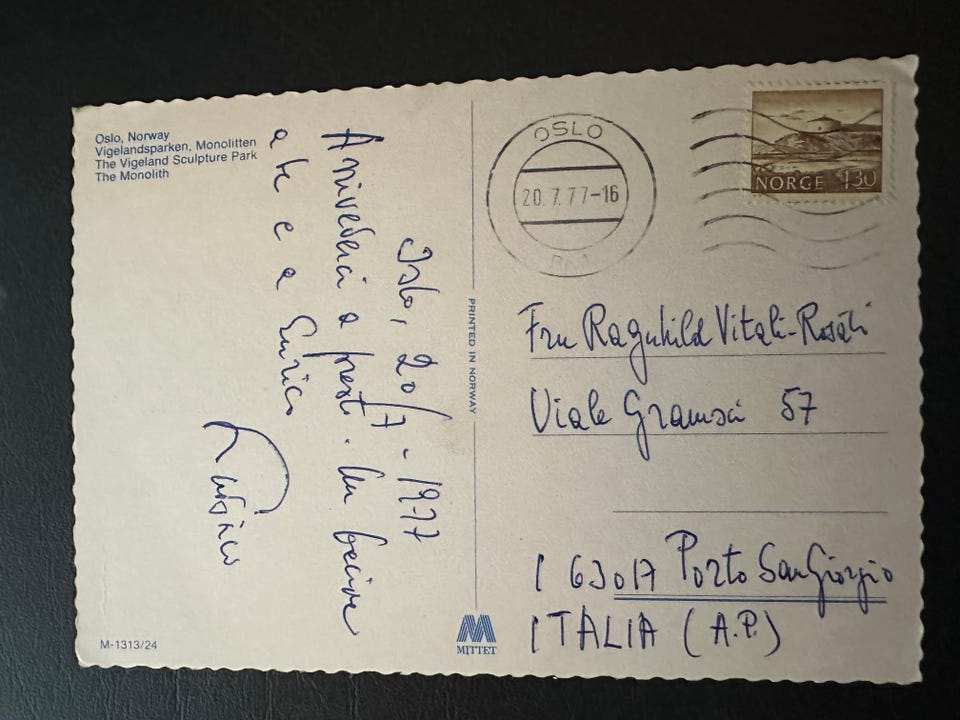 Oslo, Norway
Vigelandsparken, Monolitten
The Vigeland Sculpture Park
The Monolith
Oslo, 20/7-1977
Arrivederci a presto. Un bacione
a te e a Enrico
M-1313/24
PRINTED IN NORWAY
MITTET
OSLO
20.7.77-16
NORGE 130
Fru Ragnhild Vitali-Rosati
Viale Gramsci 57
I 63017 Porto San Giorgio
ITALIA (A.P.)